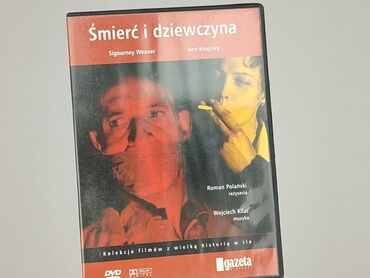 Śmierć i dziewczyna
Sigourney Weaver Ben Kingsley
Roman Polański
reżyseria
Wojciech Kilar
muzyka
Kolekcja filmów z wielką historią w tle
gazeta
DVD